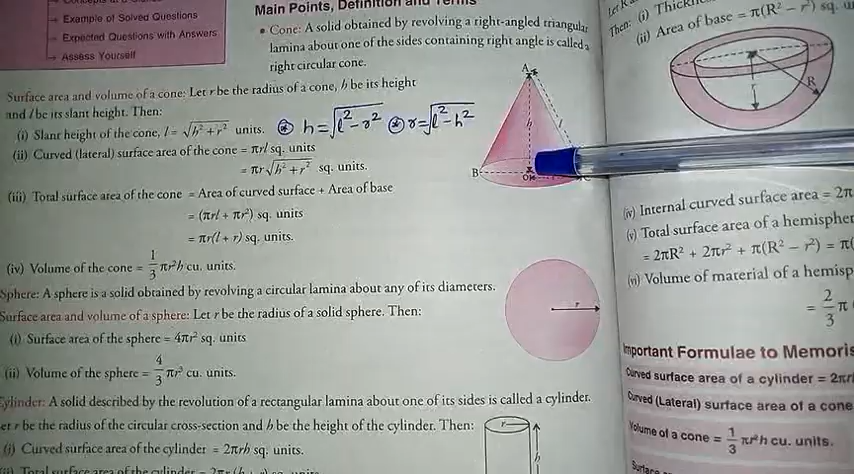 → Example of Solved Questions
→ Expected Questions with Answers
→ Assess Yourself
Main Points, Definition and Terms
• Cone: A solid obtained by revolving a right-angled triangular
lamina about one of the sides containing right angle is called a
right circular cone.
Surface area and volume of a cone: Let r be the radius of a cone, h be its height
and l be its slant height. Then:
(i) Slant height of the cone, l = √(h² + r²) units. ⊛ h = √(l² − r²) ⊛ r = √(l² − h²)
(ii) Curved (lateral) surface area of the cone = πrl sq. units
= πr√(h² + r²) sq. units.
(iii) Total surface area of the cone = Area of curved surface + Area of base
= (πrl + πr²) sq. units
= πr(l + r) sq. units.
(iv) Volume of the cone = 1/3 πr²h cu. units.
Sphere: A sphere is a solid obtained by revolving a circular lamina about any of its diameters.
Surface area and volume of a sphere: Let r be the radius of a solid sphere. Then:
(i) Surface area of the sphere = 4πr² sq. units
(ii) Volume of the sphere = 4/3 πr³ cu. units.
Cylinder: A solid described by the revolution of a rectangular lamina about one of its sides is called a cylinder.
Let r be the radius of the circular cross-section and h be the height of the cylinder. Then:
(i) Curved surface area of the cylinder = 2πrh sq. units.
(ii) Total surface area of the cylinder = 2πr(h + r) sq. units
A
h
l
B
O
r
r
h
Let R
Then: (i) Thickn
(ii) Area of base = π(R² − r²) sq. u
r
R
(iv) Internal curved surface area = 2π
(v) Total surface area of a hemispher
= 2πR² + 2πr² + π(R² − r²) = π(
(vi) Volume of material of a hemisp
= 2/3 π
Important Formulae to Memoris
Curved surface area of a cylinder = 2πrh
Curved (Lateral) surface area of a cone
Volume of a cone = 1/3 πr²h cu. units.
Surface